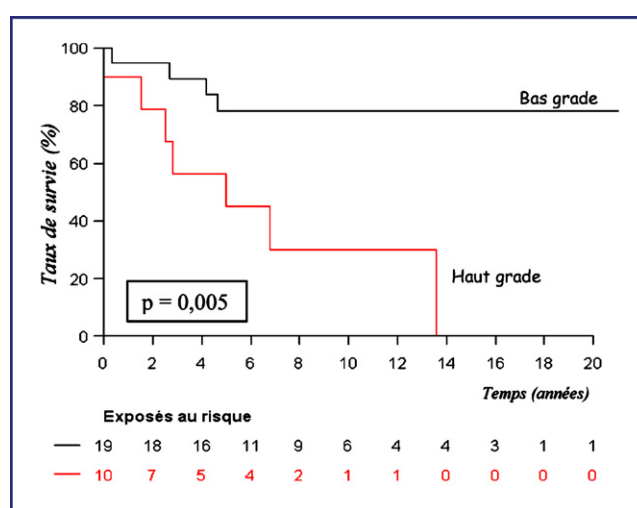 Taux de survie (%)
100
80
60
40
20
0
Bas grade
Haut grade
p = 0,005
0 2 4 6 8 10 12 14 16 18 20
Temps (années)
Exposés au risque
19 18 16 11 9 6 4 4 3 1 1
10 7 5 4 2 1 1 0 0 0 0